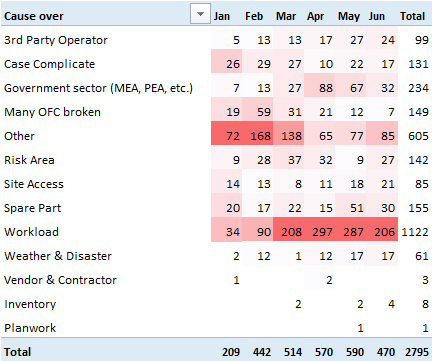 Cause over Jan Feb Mar Apr May Jun Total
3rd Party Operator 5 13 13 17 27 24 99
Case Complicate 26 29 27 10 22 17 131
Government sector (MEA, PEA, etc.) 7 13 27 88 67 32 234
Many OFC broken 19 59 31 21 12 7 149
Other 72 168 138 65 77 85 605
Risk Area 9 28 37 32 9 27 142
Site Access 14 13 8 11 18 21 85
Spare Part 20 17 22 15 51 30 155
Workload 34 90 208 297 287 206 1122
Weather & Disaster 2 12 1 12 17 17 61
Vendor & Contractor 1 2 3
Inventory 2 2 4 8
Planwork 1 1
Total 209 442 514 570 590 470 2795